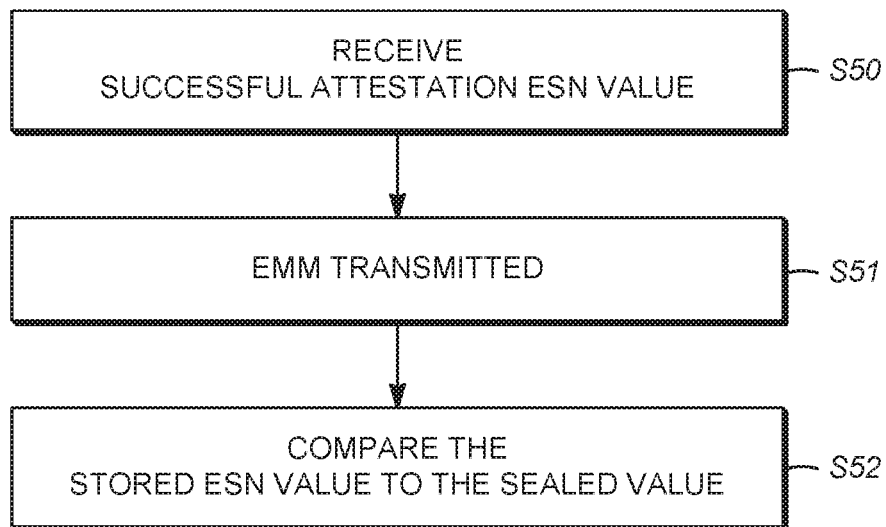 RECEIVE
SUCCESSFUL ATTESTATION ESN VALUE
S50
EMM TRANSMITTED
S51
COMPARE THE
STORED ESN VALUE TO THE SEALED VALUE
S52